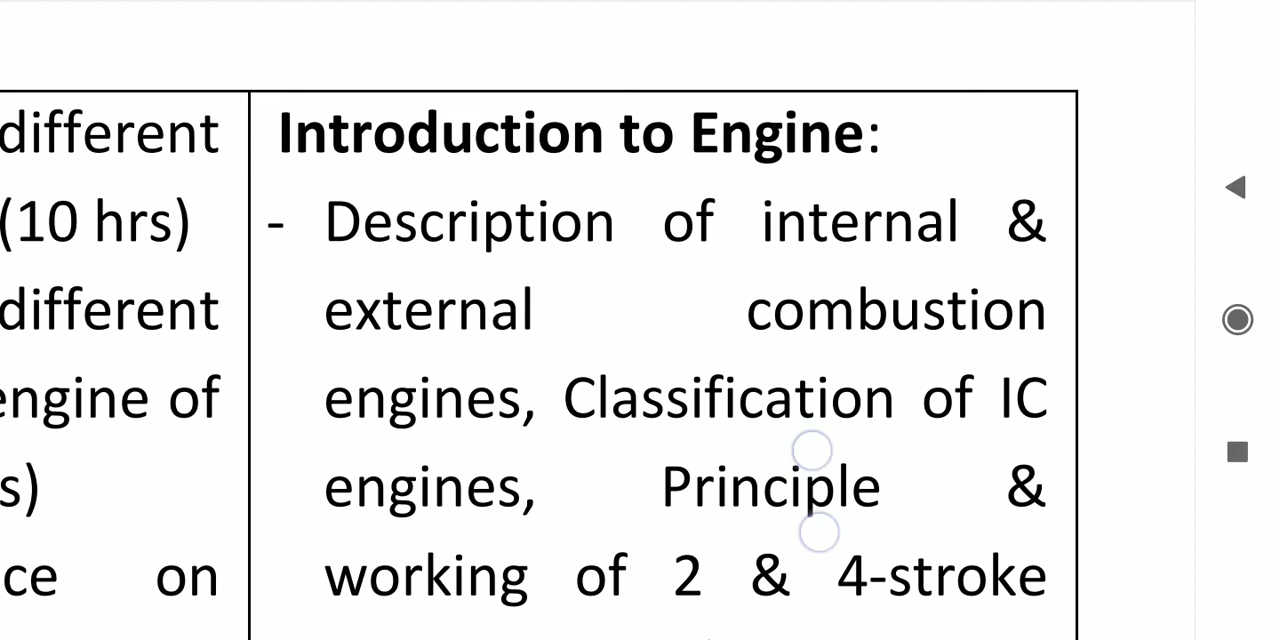 different
(10 hrs)
different
engine of
s)
ce on
Introduction to Engine:
- Description of internal &
external combustion
engines, Classification of IC
engines, Principle &
working of 2 & 4-stroke